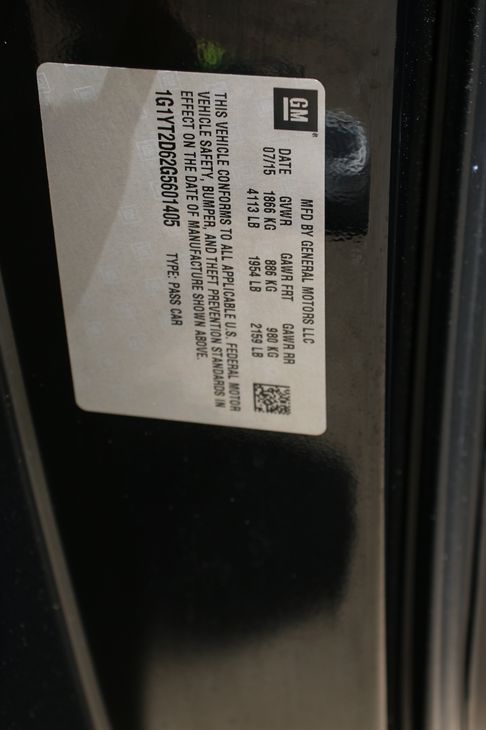 GM
MFD BY GENERAL MOTORS LLC
DATE GVWR GAWR FRT GAWR RR
07/15 1866 KG 886 KG 980 KG
4113 LB 1954 LB 2159 LB
THIS VEHICLE CONFORMS TO ALL APPLICABLE U.S. FEDERAL MOTOR
VEHICLE SAFETY, BUMPER, AND THEFT PREVENTION STANDARDS IN
EFFECT ON THE DATE OF MANUFACTURE SHOWN ABOVE.
1G1YT2D62G5601405 TYPE: PASS CAR